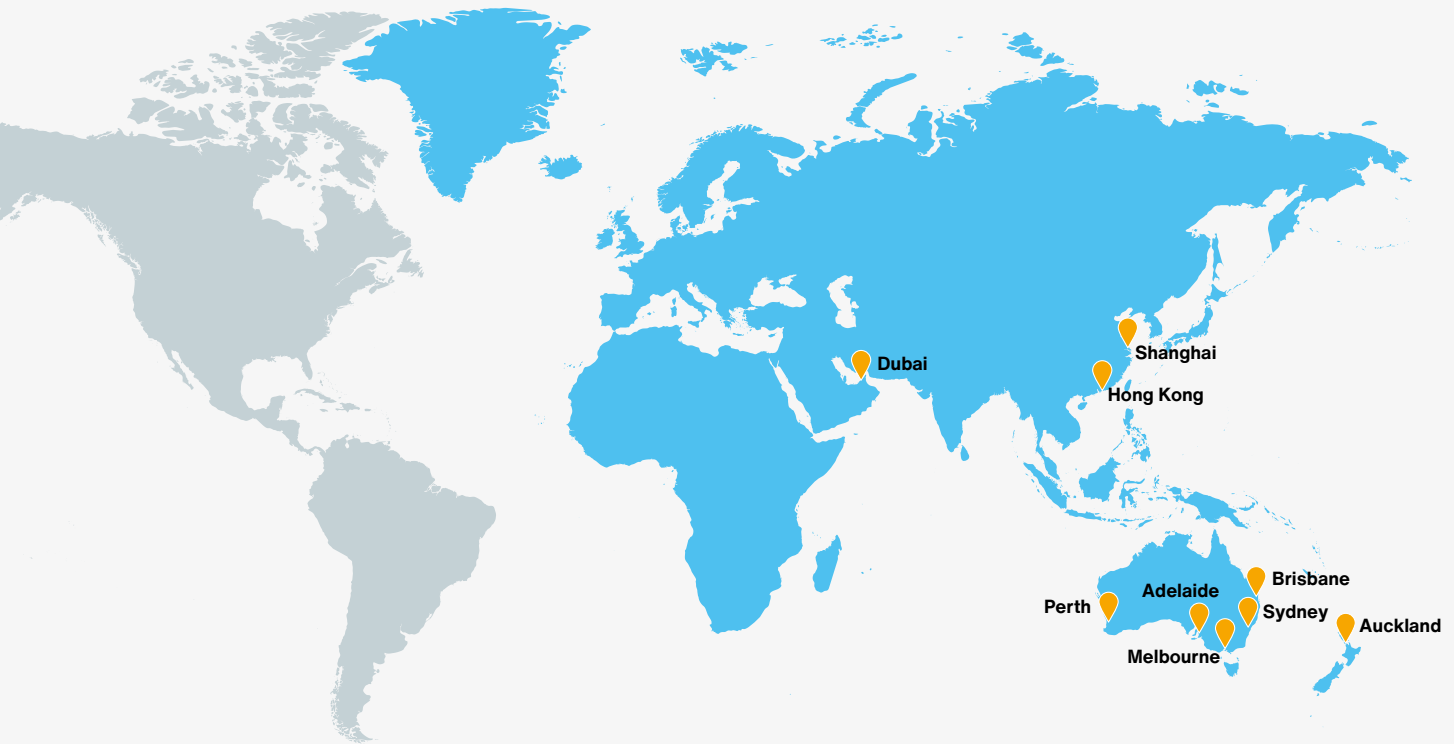 Dubai
Shanghai
Hong Kong
Brisbane
Adelaide
Perth
Sydney
Auckland
Melbourne